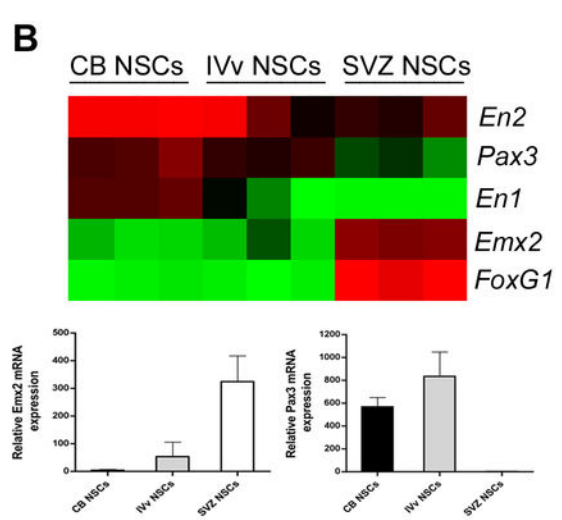 B
CB NSCs IVv NSCs SVZ NSCs
En2
Pax3
En1
Emx2
FoxG1
Relative Emx2 mRNA
expression
500
400
300
200
100
0
CB NSCs
IVv NSCs
SVZ NSCs
Relative Pax3 mRNA
expression
1200
1000
800
600
400
200
0
CB NSCs
IVv NSCs
SVZ NSCs